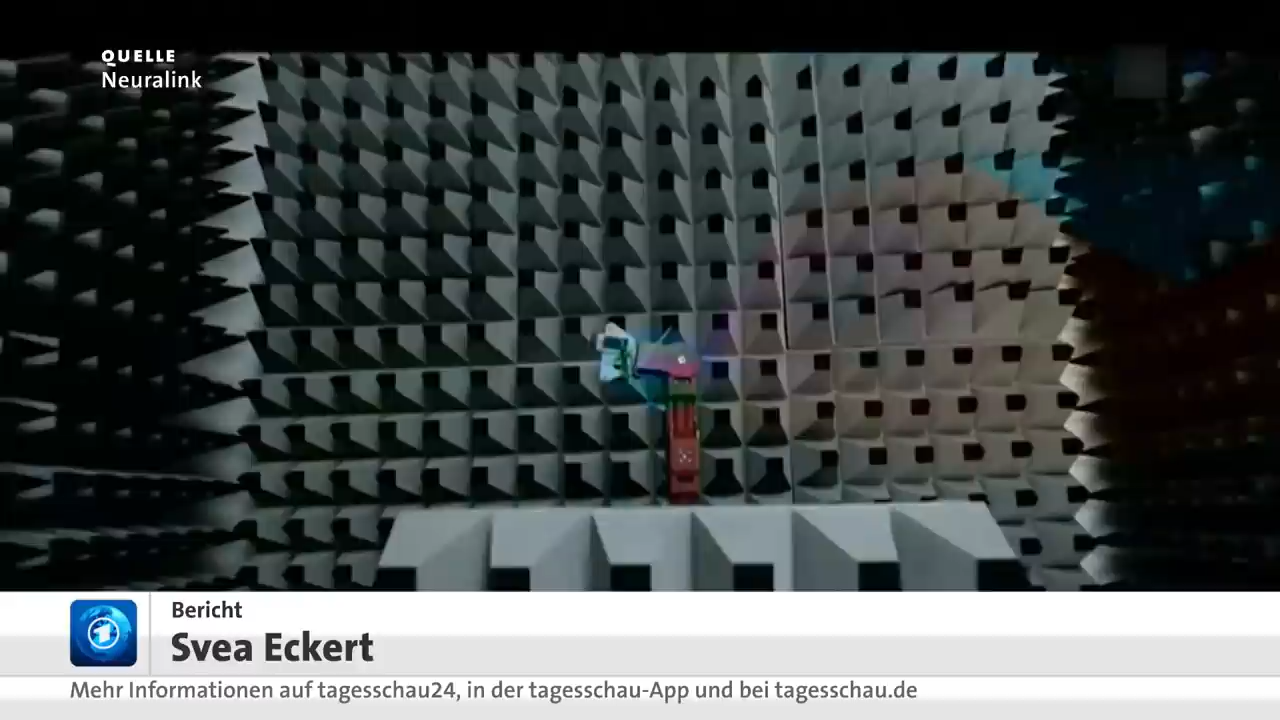 QUELLE
Neuralink
Bericht
Svea Eckert
Mehr Informationen auf tagesschau24, in der tagesschau-App und bei tagesschau.de